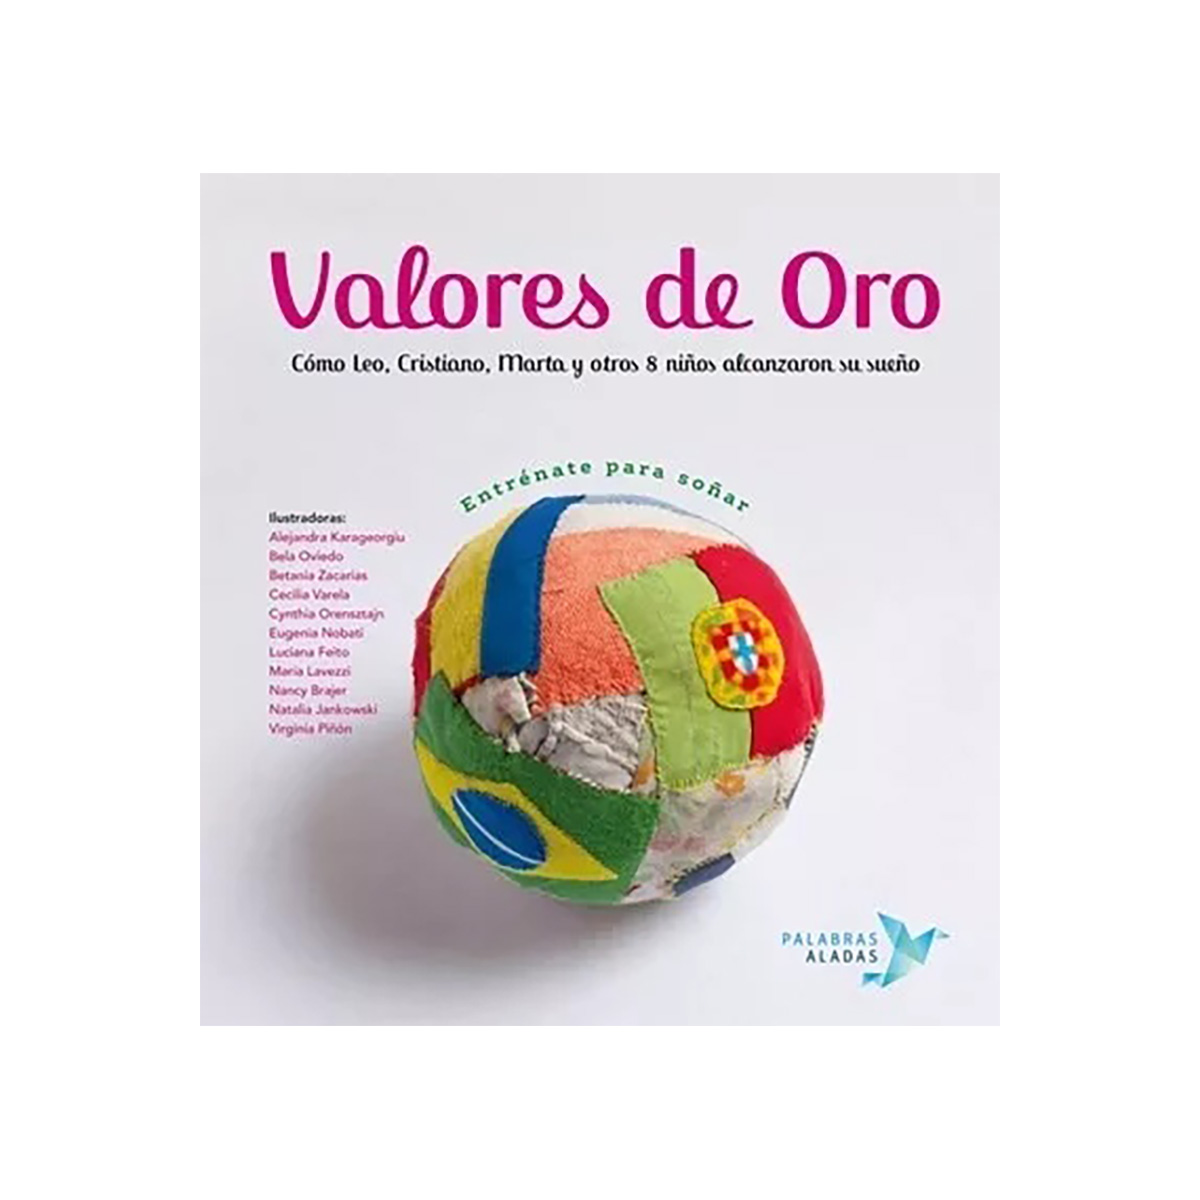 Valores de Oro
Cómo Leo, Cristiano, Marta y otros 8 niños alcanzaron su sueño
Entrénate para soñar
Ilustradoras:
Alejandra Karageorgiu
Bela Oviedo
Betania Zacarias
Cecilia Varela
Cynthia Orensztajn
Eugenia Nobati
Luciana Feito
Maria Lavezzi
Nancy Brajer
Natalia Jankowski
Virginia Piñón
PALABRAS
ALADAS